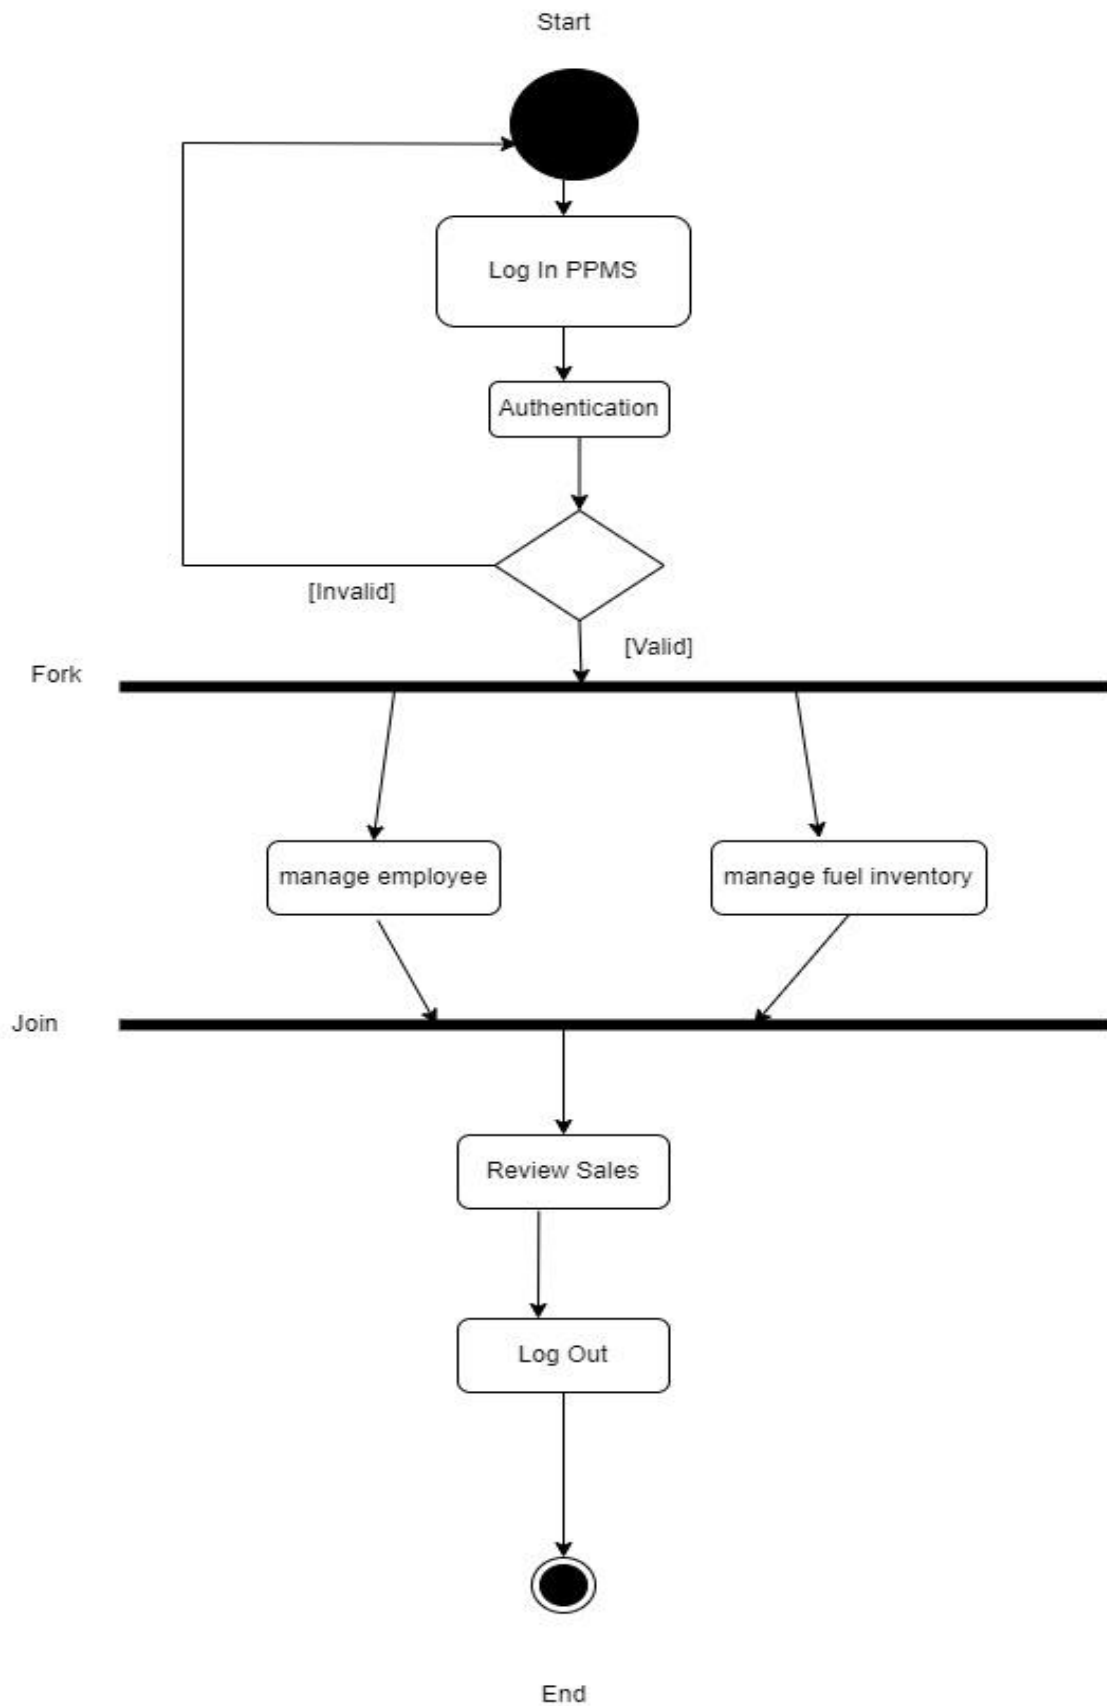 Start
Log In PPMS
Authentication
[Invalid]
[Valid]
Fork
manage employee
manage fuel inventory
Join
Review Sales
Log Out
End